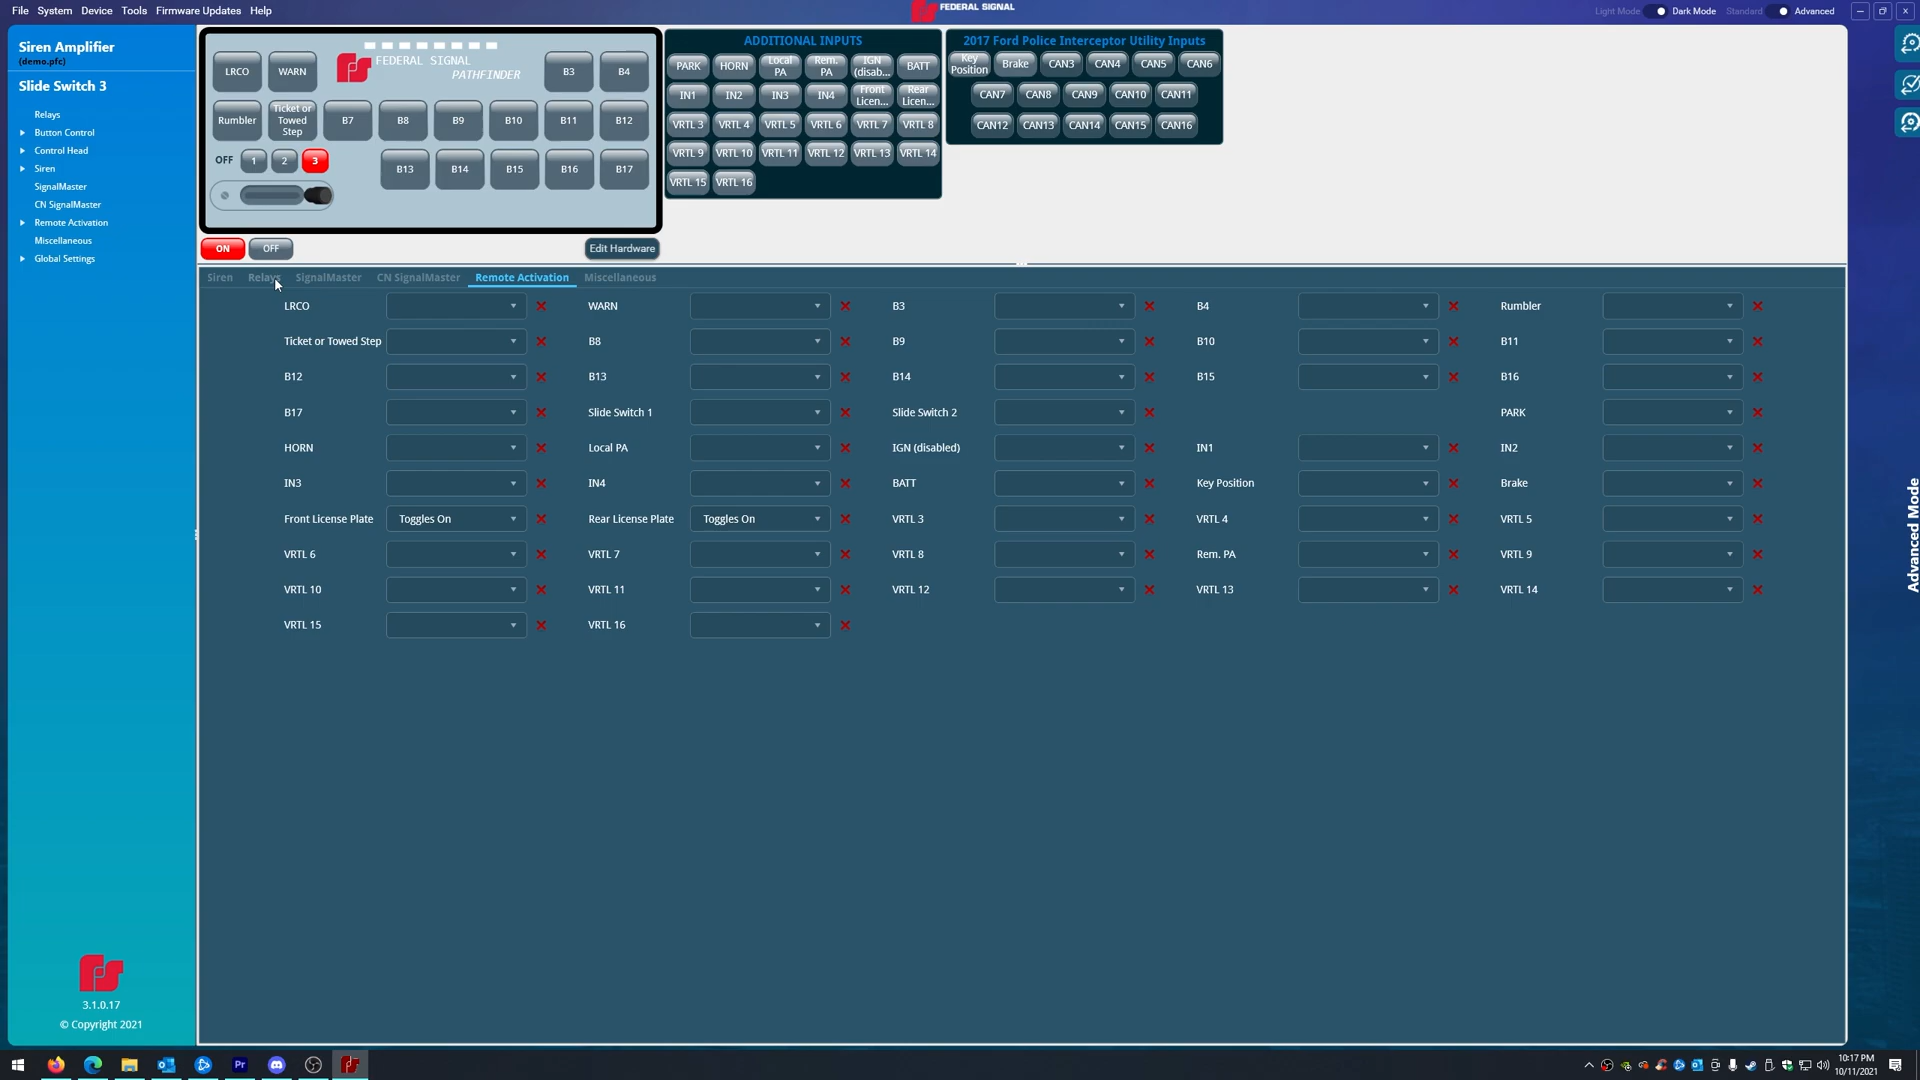 File System Device Tools Firmware Updates Help
FEDERAL SIGNAL
Light Mode Dark Mode Standard Advanced
Siren Amplifier
(demo.pfc)
Slide Switch 3
Relays
Button Control
Control Head
Siren
SignalMaster
CN SignalMaster
Remote Activation
Miscellaneous
Global Settings
3.1.0.17
© Copyright 2021
LRCO WARN
FEDERAL SIGNAL
PATHFINDER
B3 B4
Rumbler Ticket or Towed Step B7 B8 B9 B10 B11 B12
OFF 1 2 3
B13 B14 B15 B16 B17
ON OFF Edit Hardware
ADDITIONAL INPUTS
PARK HORN Local PA Rem. PA IGN (disab... BATT
IN1 IN2 IN3 IN4 Front Licen... Rear Licen...
VRTL 3 VRTL 4 VRTL 5 VRTL 6 VRTL 7 VRTL 8
VRTL 9 VRTL 10 VRTL 11 VRTL 12 VRTL 13 VRTL 14
VRTL 15 VRTL 16
2017 Ford Police Interceptor Utility Inputs
Key Position Brake CAN3 CAN4 CAN5 CAN6
CAN7 CAN8 CAN9 CAN10 CAN11
CAN12 CAN13 CAN14 CAN15 CAN16
Siren Relays SignalMaster CN SignalMaster Remote Activation Miscellaneous
LRCO WARN B3 B4 Rumbler
Ticket or Towed Step B8 B9 B10 B11
B12 B13 B14 B15 B16
B17 Slide Switch 1 Slide Switch 2 PARK
HORN Local PA IGN (disabled) IN1 IN2
IN3 IN4 BATT Key Position Brake
Front License Plate Toggles On Rear License Plate Toggles On VRTL 3 VRTL 4 VRTL 5
VRTL 6 VRTL 7 VRTL 8 Rem. PA VRTL 9
VRTL 10 VRTL 11 VRTL 12 VRTL 13 VRTL 14
VRTL 15 VRTL 16
Advanced Mode
Pr
10:17 PM
10/11/2021